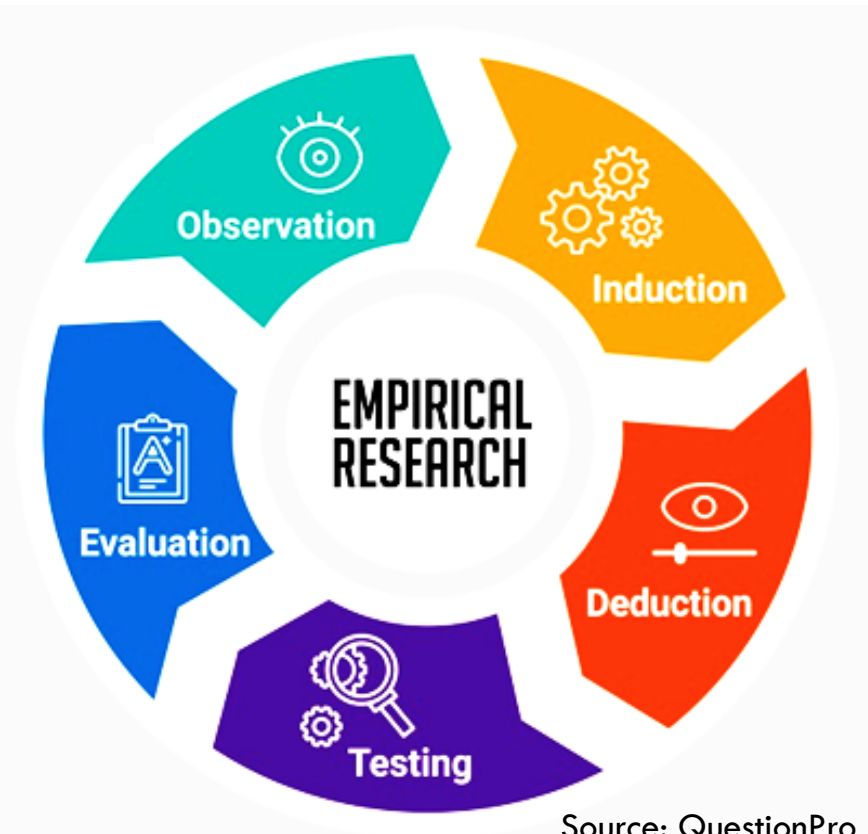 Observation
Induction
EMPIRICAL
RESEARCH
Evaluation
Deduction
Testing
Source: QuestionPro